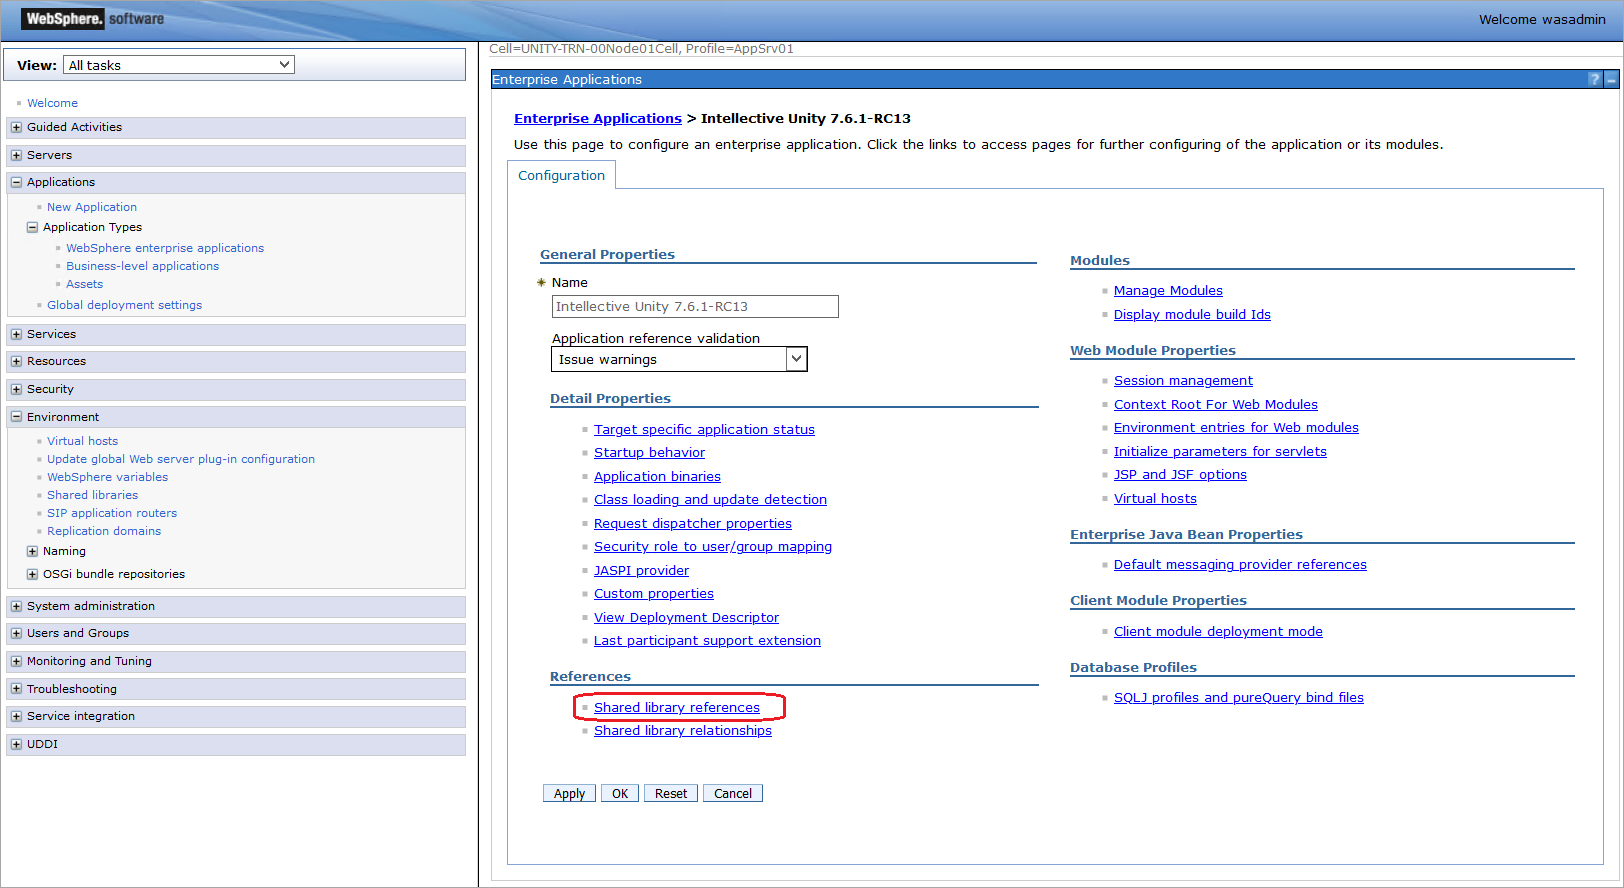 WebSphere. software
Welcome wasadmin
View: All tasks
Welcome
Guided Activities
Servers
Applications
New Application
Application Types
WebSphere enterprise applications
Business-level applications
Assets
Global deployment settings
Services
Resources
Security
Environment
Virtual hosts
Update global Web server plug-in configuration
WebSphere variables
Shared libraries
SIP application routers
Replication domains
Naming
OSGi bundle repositories
System administration
Users and Groups
Monitoring and Tuning
Troubleshooting
Service integration
UDDI
Cell=UNITY-TRN-00Node01Cell, Profile=AppSrv01
Enterprise Applications
?
Enterprise Applications > Intellective Unity 7.6.1-RC13
Use this page to configure an enterprise application. Click the links to access pages for further configuring of the application or its modules.
Configuration
General Properties
Name
Intellective Unity 7.6.1-RC13
Application reference validation
Issue warnings
Detail Properties
Target specific application status
Startup behavior
Application binaries
Class loading and update detection
Request dispatcher properties
Security role to user/group mapping
JASPI provider
Custom properties
View Deployment Descriptor
Last participant support extension
References
Shared library references
Shared library relationships
Modules
Manage Modules
Display module build Ids
Web Module Properties
Session management
Context Root For Web Modules
Environment entries for Web modules
Initialize parameters for servlets
JSP and JSF options
Virtual hosts
Enterprise Java Bean Properties
Default messaging provider references
Client Module Properties
Client module deployment mode
Database Profiles
SQLJ profiles and pureQuery bind files
Apply OK Reset Cancel